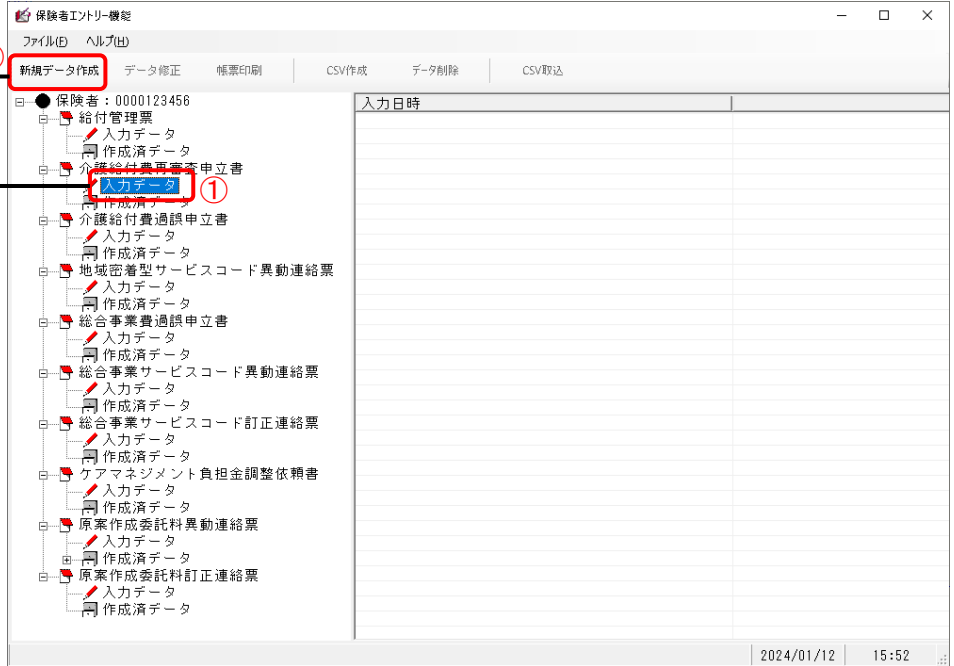 保険者エントリー機能
ファイル(F) ヘルプ(H)
新規データ作成 データ修正 帳票印刷 CSV作成 データ削除 CSV取込
保険者：0000123456
入力日時
給付管理票
入力データ
作成済データ
介護給付費再審査申立書
入力データ
①
作成済データ
介護給付費過誤申立書
入力データ
作成済データ
地域密着型サービスコード異動連絡票
入力データ
作成済データ
総合事業費過誤申立書
入力データ
作成済データ
総合事業サービスコード異動連絡票
入力データ
作成済データ
総合事業サービスコード訂正連絡票
入力データ
作成済データ
ケアマネジメント負担金調整依頼書
入力データ
作成済データ
原案作成委託料異動連絡票
入力データ
作成済データ
原案作成委託料訂正連絡票
入力データ
作成済データ
2024/01/12 15:52